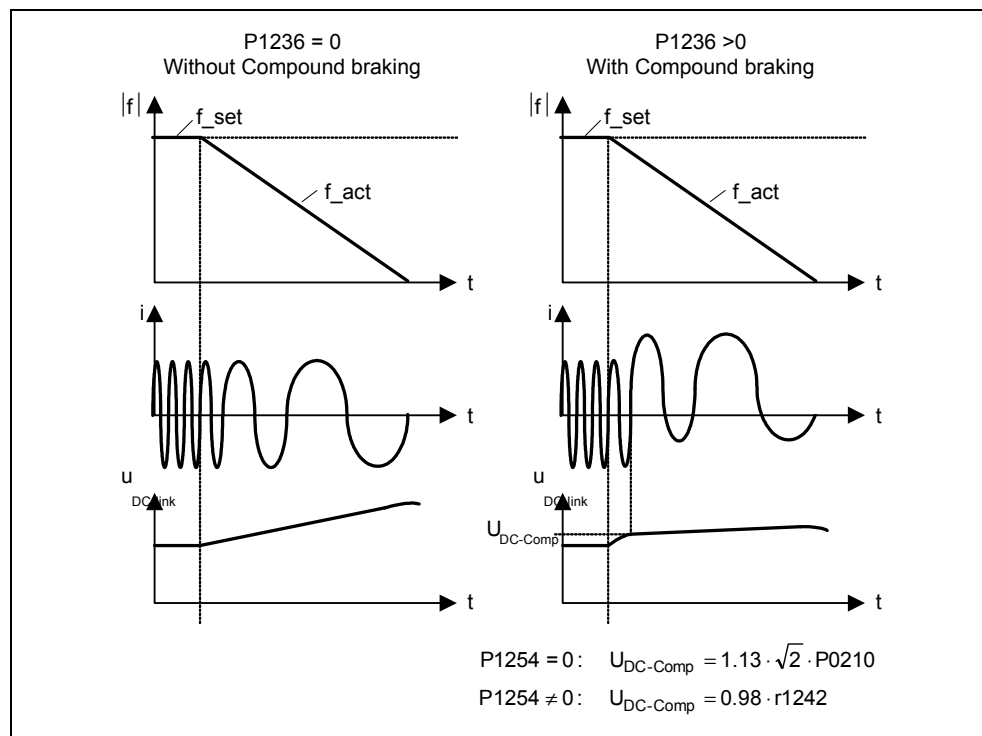 P1236 = 0
Without Compound braking
|f|
f_set
f_act
t
i
t
u
DC-link
t
P1236 >0
With Compound braking
|f|
f_set
f_act
t
i
t
u
DC-link
U_DC-Comp
t
P1254 = 0: U_DC-Comp = 1.13 · √2 · P0210
P1254 ≠ 0: U_DC-Comp = 0.98 · r1242